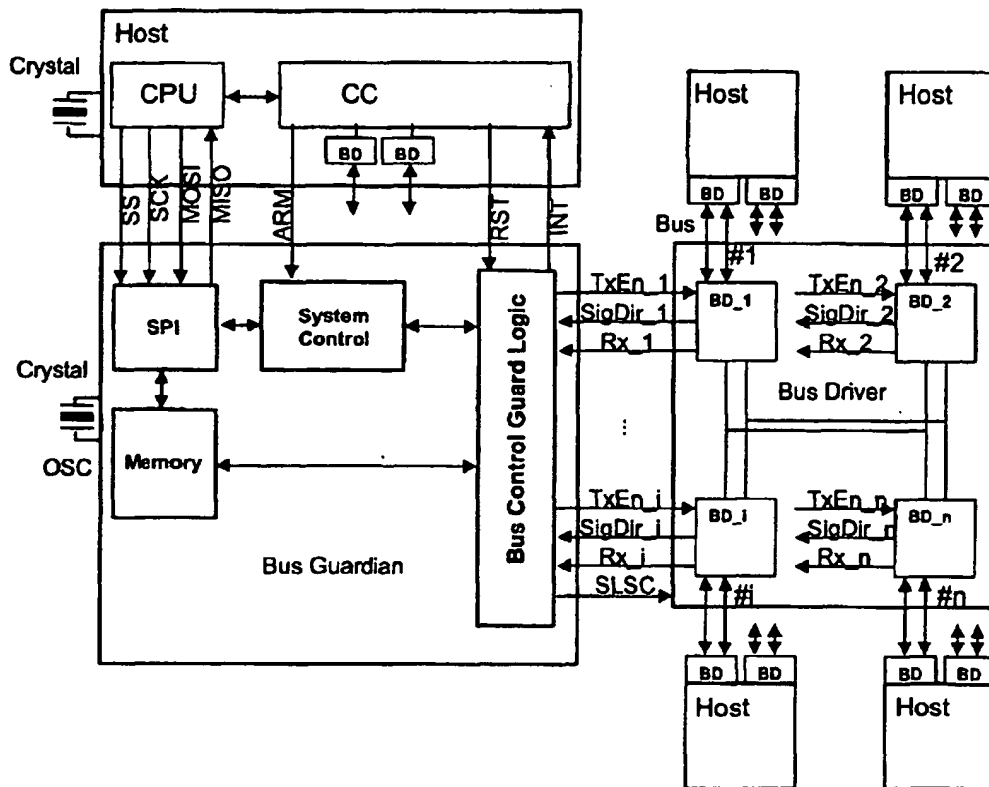 Host
Crystal
CPU
CC
BD
BD
SS
SCK
MOSI
MISO
ARM
RST
INT
Host
BD
BD
Host
BD
BD
Bus
#1
#2
SPI
System
Control
Bus Control Guard Logic
Crystal
OSC
Memory
Bus Guardian
TxEn_1
SigDir_1
Rx_1
BD_1
TxEn_2
SigDir_2
Rx_2
BD_2
Bus Driver
...
TxEn_i
SigDir_i
Rx_i
SLSC
BD_i
TxEn_n
SigDir_n
Rx_n
BD_n
#i
#n
BD
BD
Host
BD
BD
Host